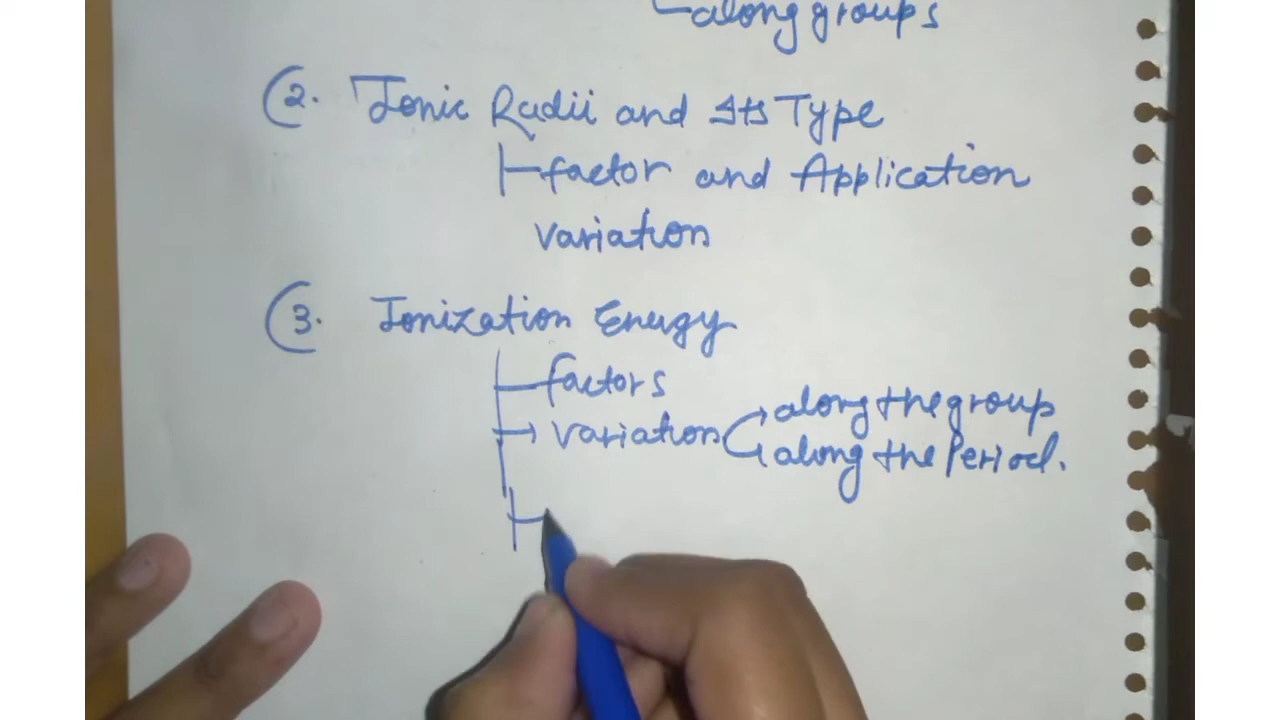 along groups
2. Ionic Radii and Its Type
factor and Application
variation
3. Ionization Energy
factors
variation along the group
along the Period.